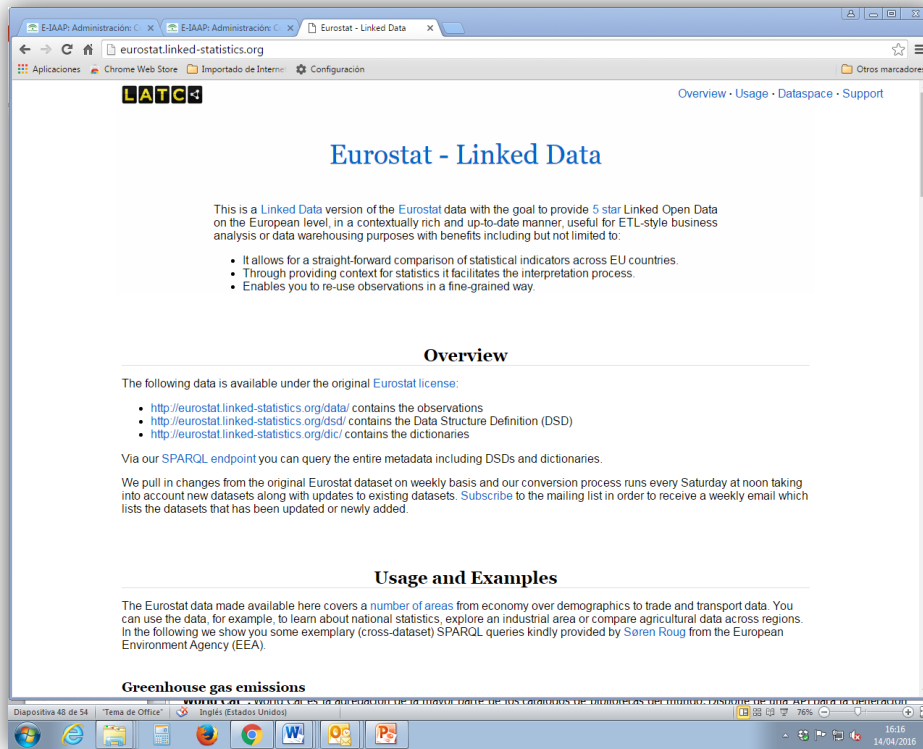 E-IAAP: Administración: C
E-IAAP: Administración: C
Eurostat - Linked Data
eurostat.linked-statistics.org
Aplicaciones
Chrome Web Store
Importado de Interne
Configuración
Otros marcadores
LATC
Overview · Usage · Dataspace · Support
Eurostat - Linked Data
This is a Linked Data version of the Eurostat data with the goal to provide 5 star Linked Open Data
on the European level, in a contextually rich and up-to-date manner, useful for ETL-style business
analysis or data warehousing purposes with benefits including but not limited to:
• It allows for a straight-forward comparison of statistical indicators across EU countries.
• Through providing context for statistics it facilitates the interpretation process.
• Enables you to re-use observations in a fine-grained way.
Overview
The following data is available under the original Eurostat license:
• http://eurostat.linked-statistics.org/data/ contains the observations
• http://eurostat.linked-statistics.org/dsd/ contains the Data Structure Definition (DSD)
• http://eurostat.linked-statistics.org/dic/ contains the dictionaries
Via our SPARQL endpoint you can query the entire metadata including DSDs and dictionaries.
We pull in changes from the original Eurostat dataset on weekly basis and our conversion process runs every Saturday at noon taking
into account new datasets along with updates to existing datasets. Subscribe to the mailing list in order to receive a weekly email which
lists the datasets that has been updated or newly added.
Usage and Examples
The Eurostat data made available here covers a number of areas from economy over demographics to trade and transport data. You
can use the data, for example, to learn about national statistics, explore an industrial area or compare agricultural data across regions.
In the following we show you some exemplary (cross-dataset) SPARQL queries kindly provided by Søren Roug from the European
Environment Agency (EEA).
Greenhouse gas emissions
Diapositiva 48 de 54
"Tema de Office"
Inglés (Estados Unidos)
76%
16:16
14/04/2016